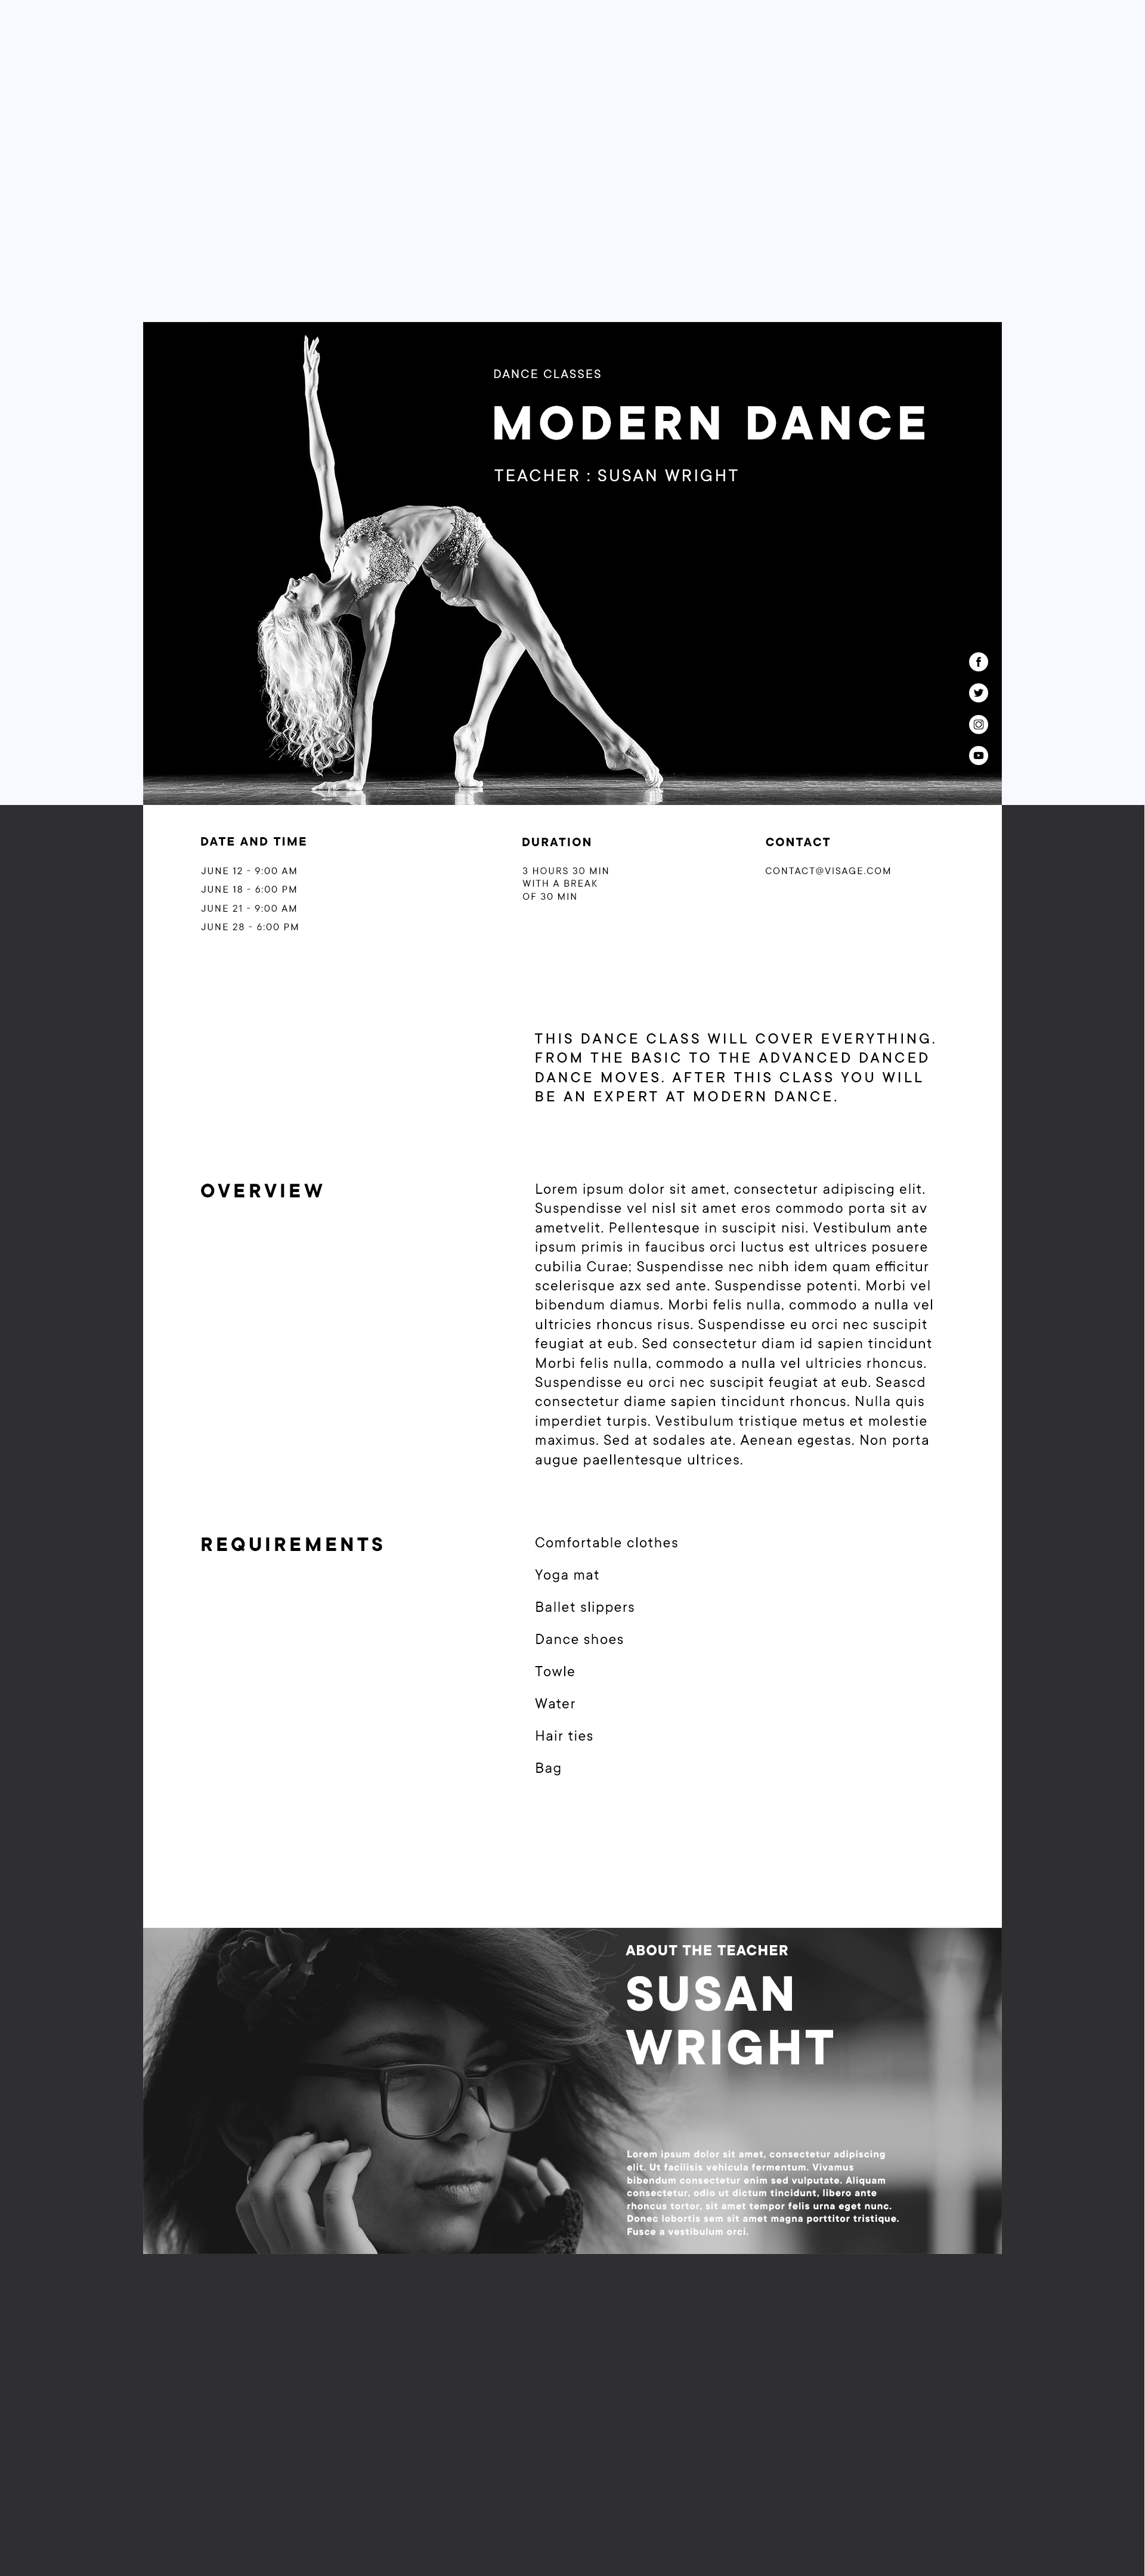 DANCE CLASSES
MODERN DANCE
TEACHER : SUSAN WRIGHT
DATE AND TIME
JUNE 12 - 9:00 AM
JUNE 18 - 6:00 PM
JUNE 21 - 9:00 AM
JUNE 28 - 6:00 PM
DURATION
3 HOURS 30 MIN
WITH A BREAK
OF 30 MIN
CONTACT
CONTACT@VISAGE.COM
THIS DANCE CLASS WILL COVER EVERYTHING.
FROM THE BASIC TO THE ADVANCED DANCED
DANCE MOVES. AFTER THIS CLASS YOU WILL
BE AN EXPERT AT MODERN DANCE.
OVERVIEW
Lorem ipsum dolor sit amet, consectetur adipiscing elit.
Suspendisse vel nisl sit amet eros commodo porta sit av
ametvelit. Pellentesque in suscipit nisi. Vestibulum ante
ipsum primis in faucibus orci luctus est ultrices posuere
cubilia Curae; Suspendisse nec nibh idem quam efficitur
scelerisque azx sed ante. Suspendisse potenti. Morbi vel
bibendum diamus. Morbi felis nulla, commodo a nulla vel
ultricies rhoncus risus. Suspendisse eu orci nec suscipit
feugiat at eub. Sed consectetur diam id sapien tincidunt
Morbi felis nulla, commodo a nulla vel ultricies rhoncus.
Suspendisse eu orci nec suscipit feugiat at eub. Seascd
consectetur diame sapien tincidunt rhoncus. Nulla quis
imperdiet turpis. Vestibulum tristique metus et molestie
maximus. Sed at sodales ate. Aenean egestas. Non porta
augue paellentesque ultrices.
REQUIREMENTS
Comfortable clothes
Yoga mat
Ballet slippers
Dance shoes
Towle
Water
Hair ties
Bag
ABOUT THE TEACHER
SUSAN
WRIGHT
Lorem ipsum dolor sit amet, consectetur adipiscing
elit. Ut facilisis vehicula fermentum. Vivamus
bibendum consectetur enim sed vulputate. Aliquam
consectetur, odio ut dictum tincidunt, libero ante
rhoncus tortor, sit amet tempor felis urna eget nunc.
Donec lobortis sem sit amet magna porttitor tristique.
Fusce a vestibulum orci.